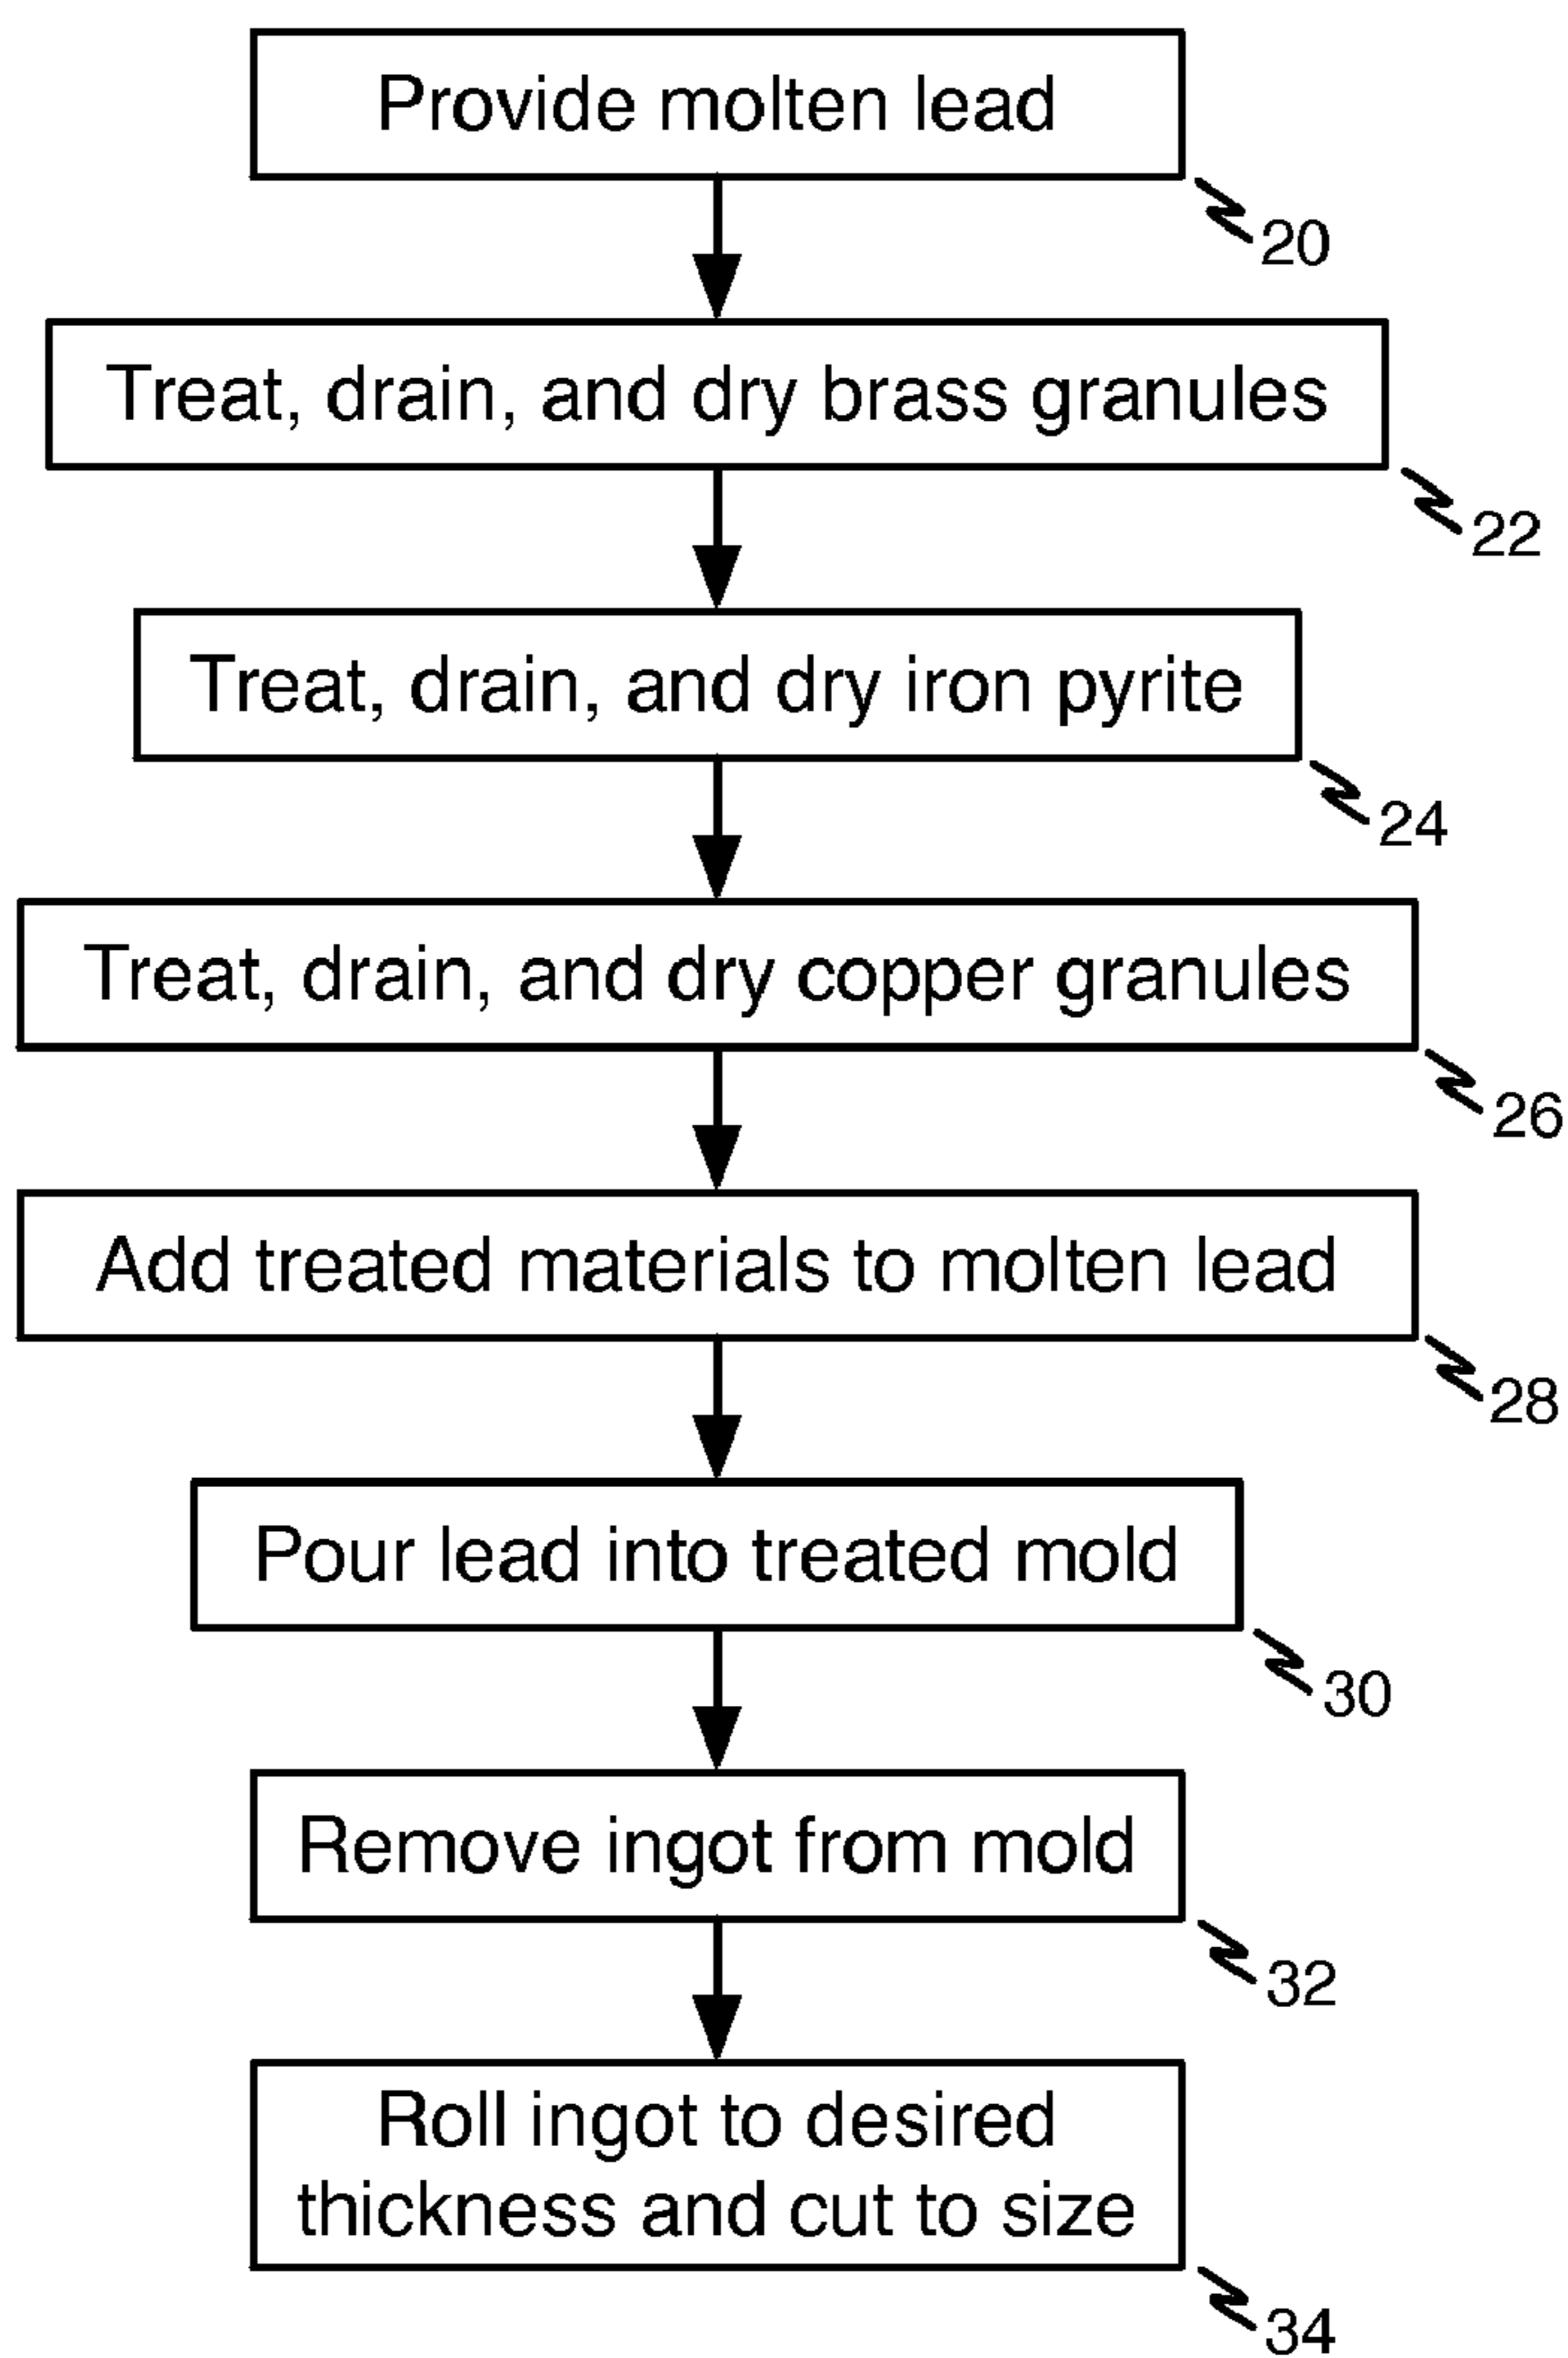 Provide molten lead
20
Treat, drain, and dry brass granules
22
Treat, drain, and dry iron pyrite
24
Treat, drain, and dry copper granules
26
Add treated materials to molten lead
28
Pour lead into treated mold
30
Remove ingot from mold
32
Roll ingot to desired
thickness and cut to size
34